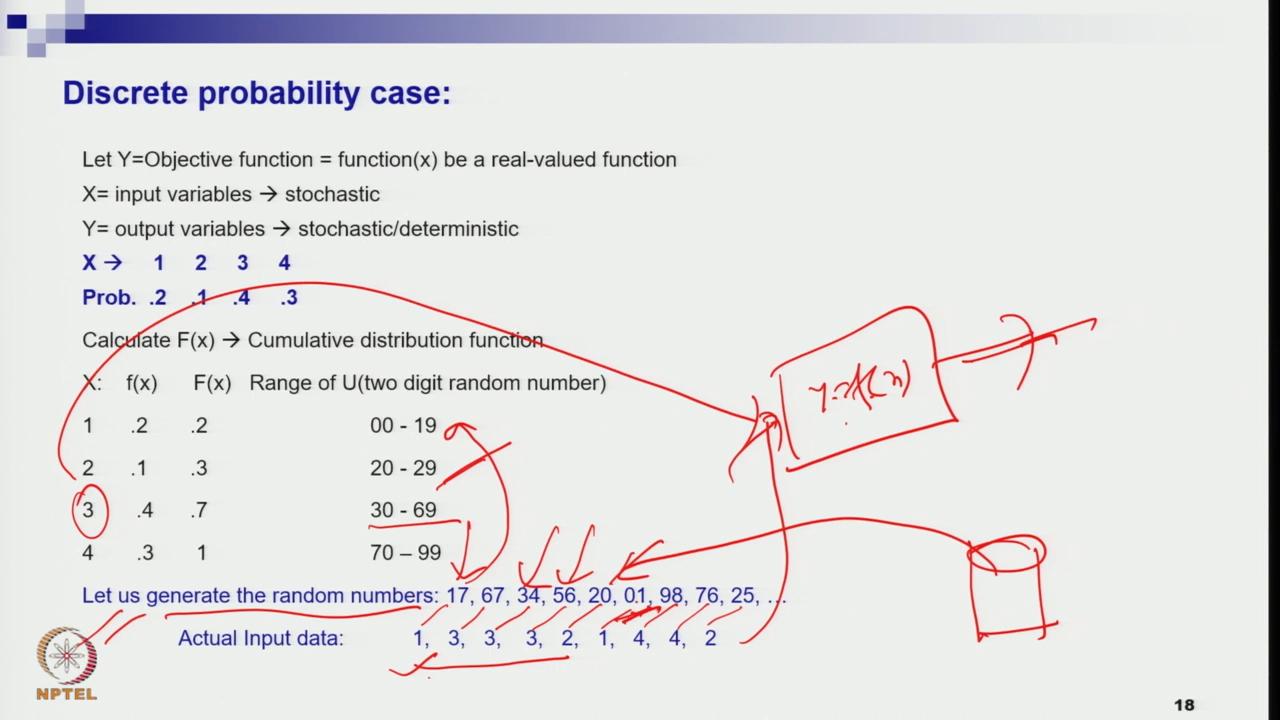 Discrete probability case:
Let Y=Objective function = function(x) be a real-valued function
X= input variables → stochastic
Y= output variables → stochastic/deterministic
X → 1 2 3 4
Prob. .2 .1 .4 .3
Calculate F(x) → Cumulative distribution function
X: f(x) F(x) Range of U(two digit random number)
1 .2 .2 00 - 19
2 .1 .3 20 - 29
3 .4 .7 30 - 69
4 .3 1 70 – 99
Let us generate the random numbers: 17, 67, 34, 56, 20, 01, 98, 76, 25, ...
Actual Input data: 1, 3, 3, 3, 2, 1, 4, 4, 2
NPTEL
18